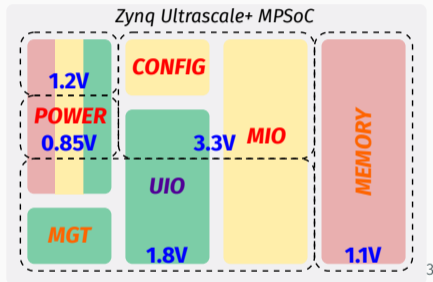 Zynq Ultrascale+ MPSoC
1.2V
CONFIG
POWER
0.85V
3.3V
MIO
MEMORY
UIO
MGT
1.8V
1.1V
3